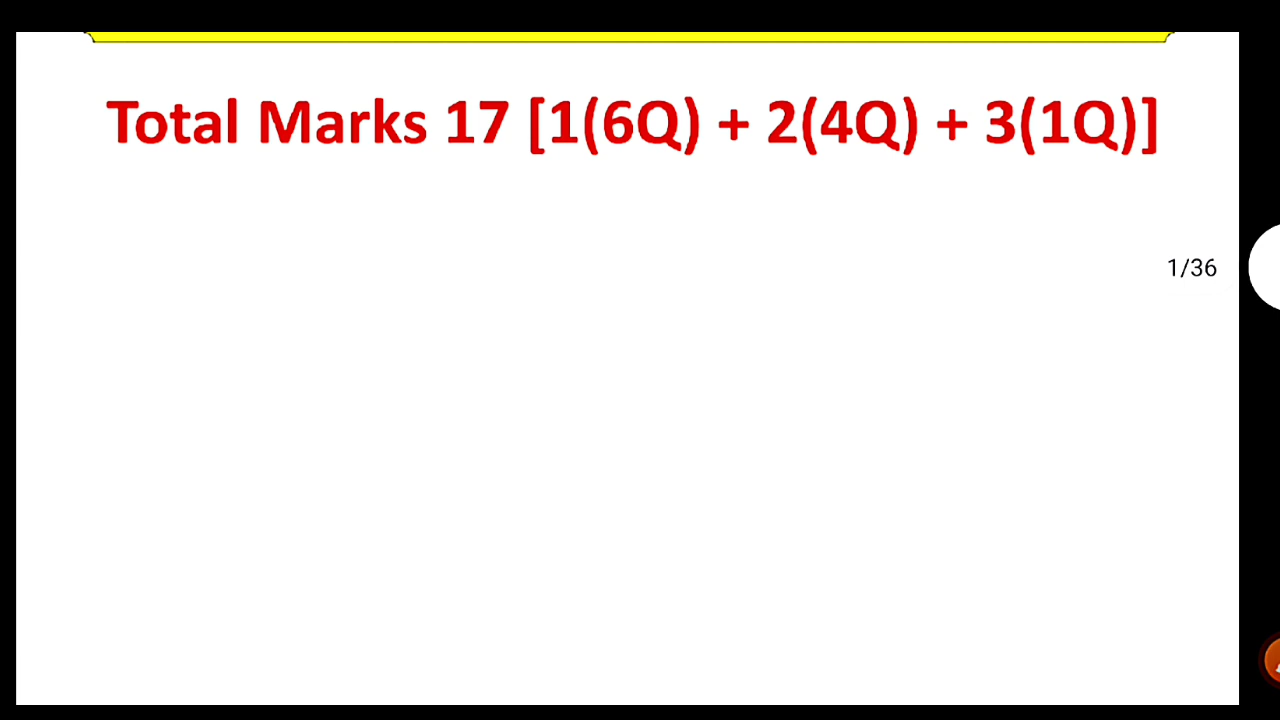 Total Marks 17 [1(6Q) + 2(4Q) + 3(1Q)]
1/36